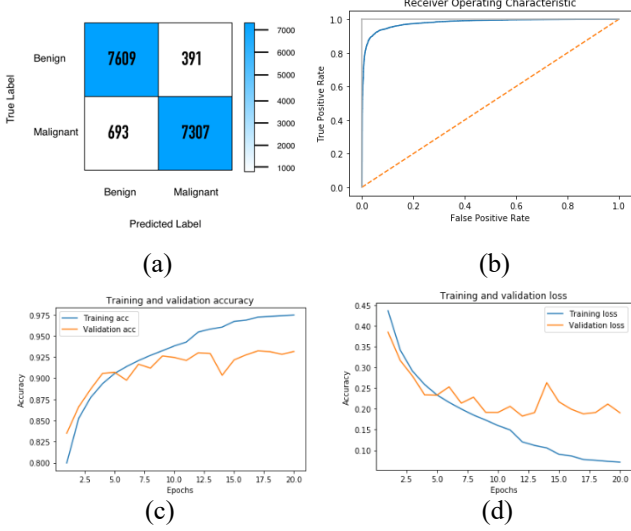 True Label
Benign
Malignant
7609
391
693
7307
Benign
Malignant
Predicted Label
7000
6000
5000
4000
3000
2000
1000
(a)
Receiver Operating Characteristic
True Positive Rate
1.0
0.8
0.6
0.4
0.2
0.0
0.0 0.2 0.4 0.6 0.8 1.0
False Positive Rate
(b)
Training and validation accuracy
Training acc
Validation acc
Accuracy
0.975
0.950
0.925
0.900
0.875
0.850
0.825
0.800
2.5 5.0 7.5 10.0 12.5 15.0 17.5 20.0
Epochs
(c)
Training and validation loss
Training loss
Validation loss
Accuracy
0.45
0.40
0.35
0.30
0.25
0.20
0.15
0.10
2.5 5.0 7.5 10.0 12.5 15.0 17.5 20.0
Epochs
(d)